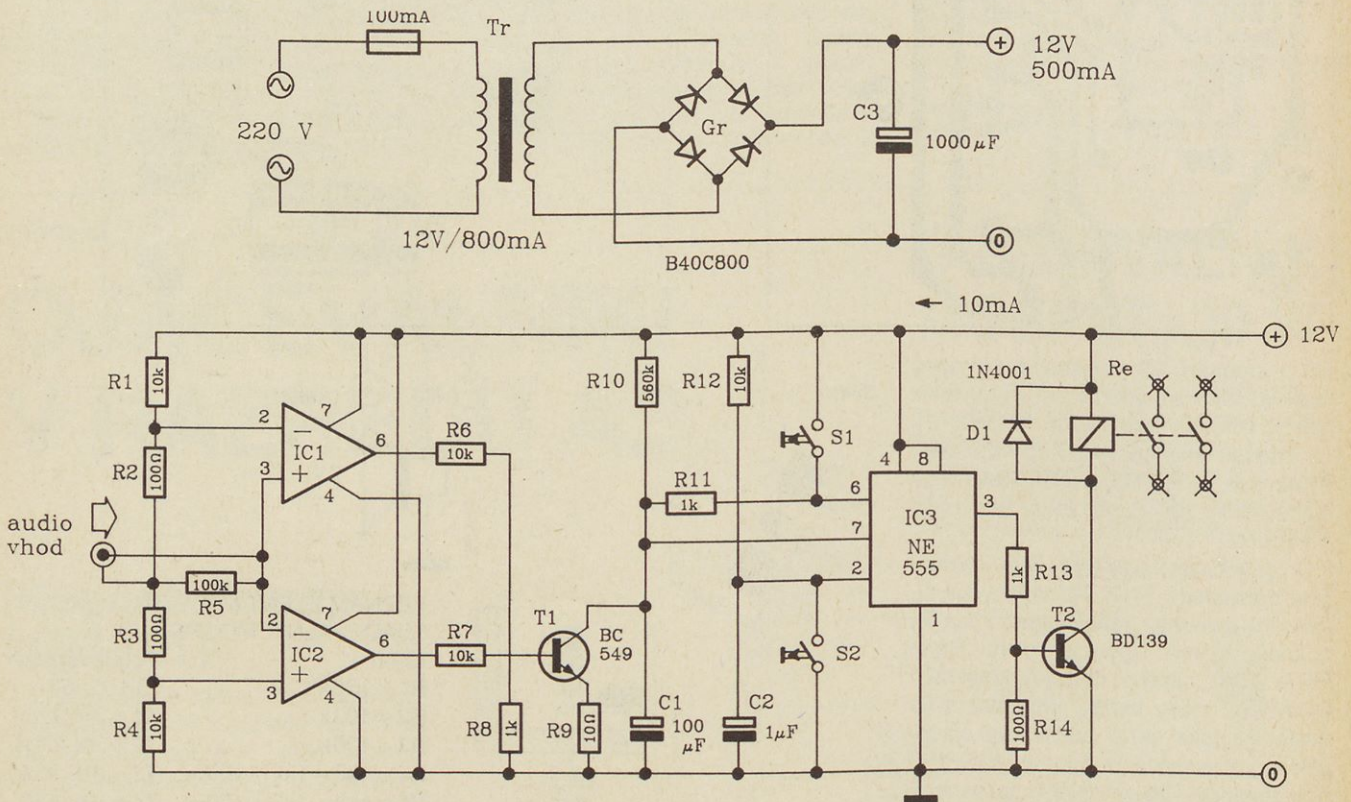 100mA
Tr
12V
500mA
220 V
Gr
C3
1000µF
12V/800mA
B40C800
← 10mA
+
12V
R1
10k
R10
560k
R12
10k
1N4001
Re
2
7
−
IC1
6
R6
10k
S1
D1
R2
100Ω
3
+
4
R11
1k
4
8
6
3
IC3
NE
555
7
2
1
audio
vhod
100k
R5
R13
1k
R3
100Ω
2
7
−
IC2
6
R7
10k
T1
BC
549
S2
T2
BD139
3
+
4
R4
10k
R8
1k
R9
10Ω
C1
100
µF
C2
1µF
R14
100Ω
0